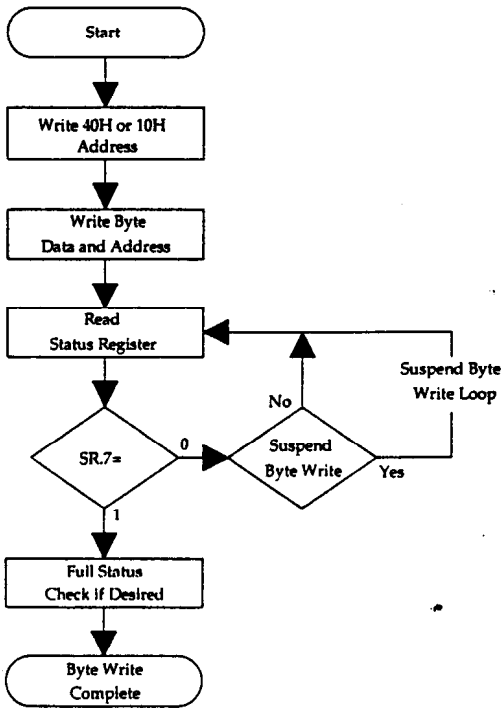 Start
Write 40H or 10H
Address
Write Byte
Data and Address
Read
Status Register
Suspend Byte
Write Loop
No
0
SR.7=
Suspend
Byte Write
Yes
1
Full Status
Check if Desired
Byte Write
Complete